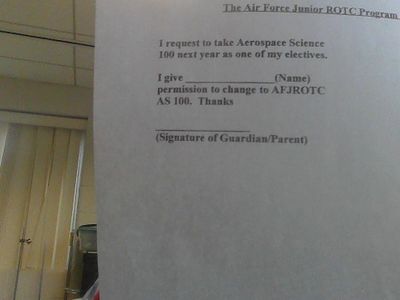 The Air Force Junior ROTC Program
I request to take Aerospace Science
100 next year as one of my electives.
I give ________________(Name)
permission to change to AFJROTC
AS 100. Thanks
_________________
(Signature of Guardian/Parent)